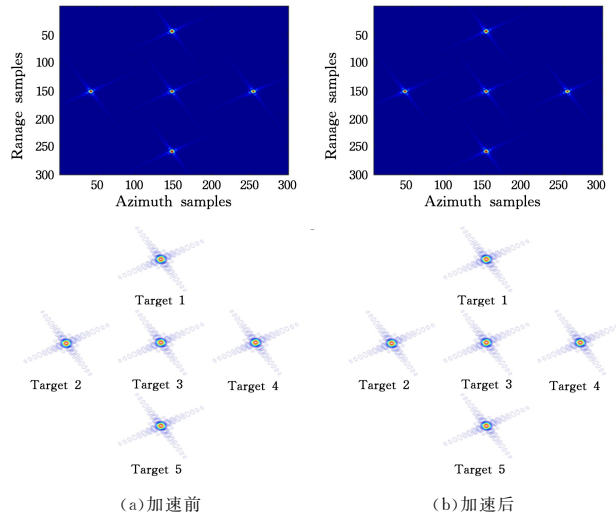 50
100
150
200
250
300
Ranage samples
50 100 150 200 250 300
Azimuth samples
50
100
150
200
250
300
Ranage samples
50 100 150 200 250 300
Azimuth samples
Target 1
Target 2 Target 3 Target 4
Target 5
Target 1
Target 2 Target 3 Target 4
Target 5
(a)加速前
(b)加速后